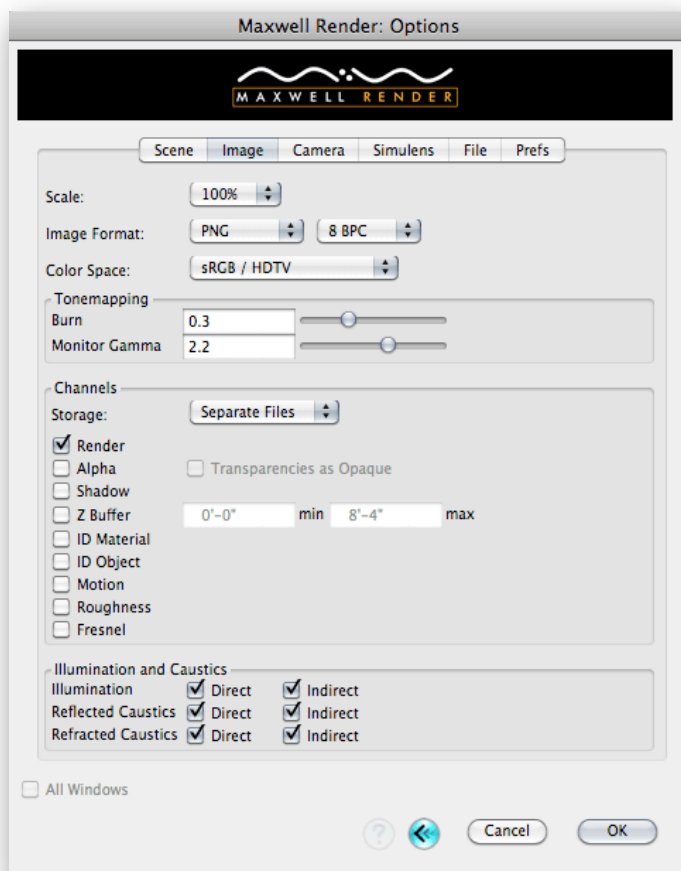 Maxwell Render: Options
MAXWELL RENDER
Scene Image Camera Simulens File Prefs
Scale: 100%
Image Format: PNG 8 BPC
Color Space: sRGB / HDTV
Tonemapping
Burn 0.3
Monitor Gamma 2.2
Channels
Storage: Separate Files
Render
Alpha Transparencies as Opaque
Shadow
Z Buffer 0'-0" min 8'-4" max
ID Material
ID Object
Motion
Roughness
Fresnel
Illumination and Caustics
Illumination Direct Indirect
Reflected Caustics Direct Indirect
Refracted Caustics Direct Indirect
All Windows
? Cancel OK